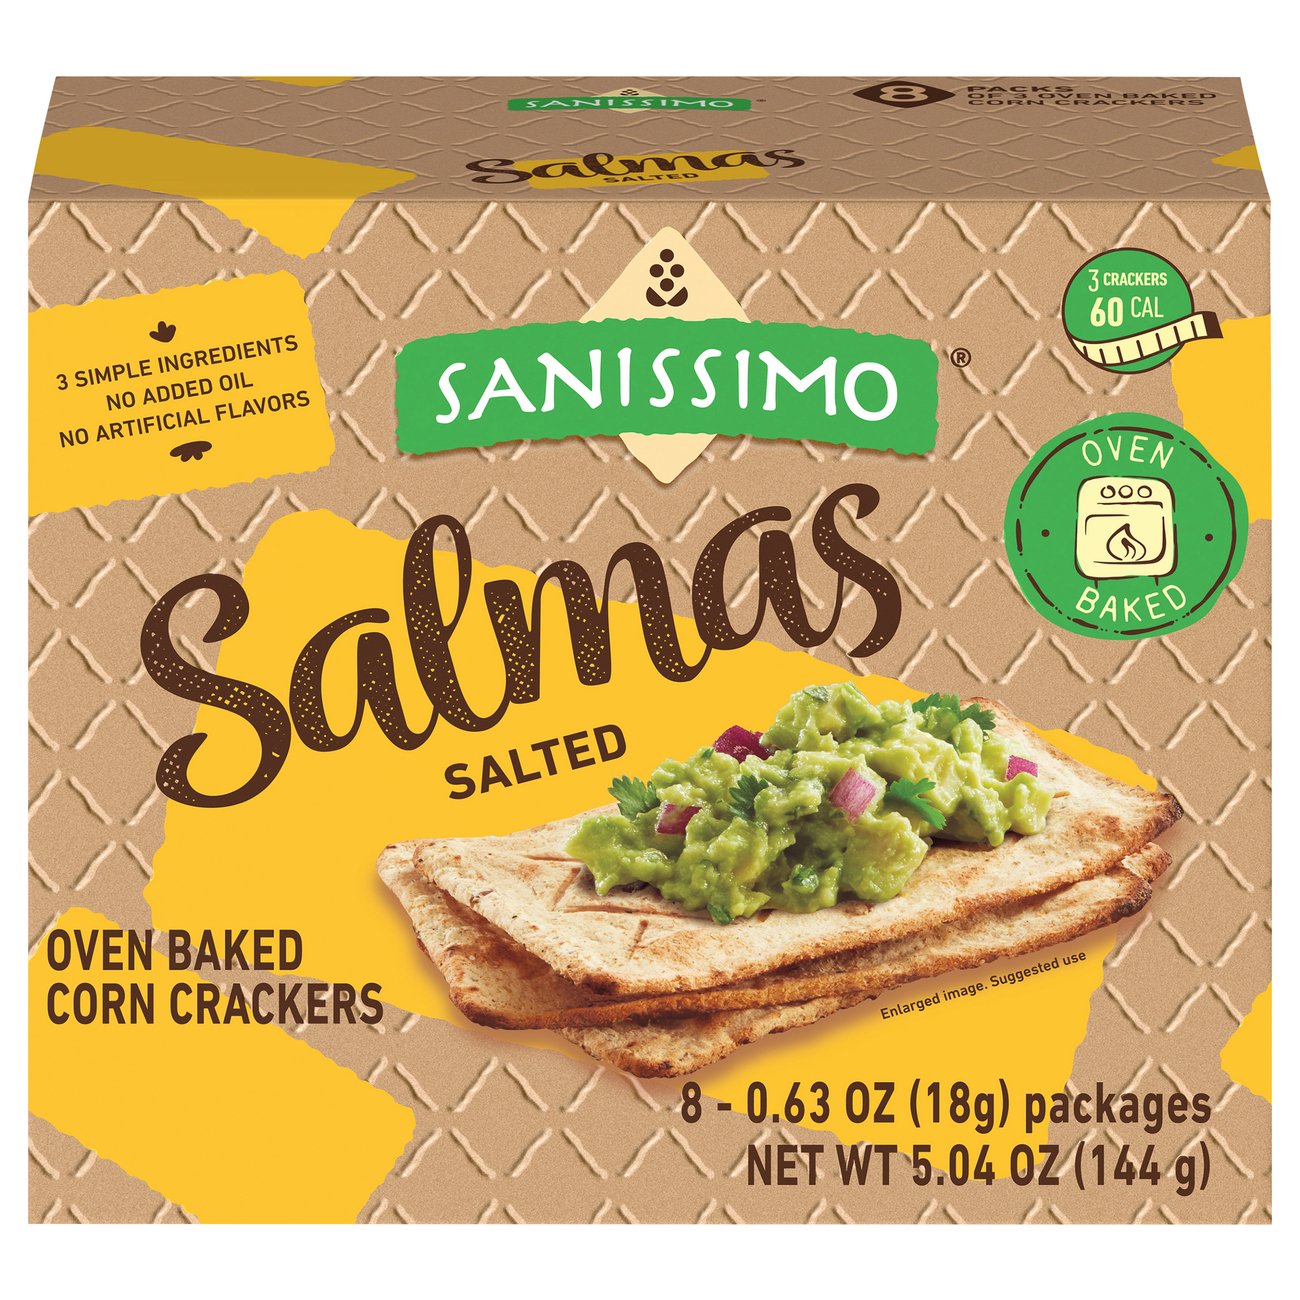 SANISSIMO ®
8 PACKS
OF 3 OVEN BAKED
CORN CRACKERS
Salmas
SALTED
3 CRACKERS
60 CAL
3 SIMPLE INGREDIENTS
NO ADDED OIL
NO ARTIFICIAL FLAVORS
SANISSIMO®
OVEN
BAKED
Salmas
SALTED
OVEN BAKED
CORN CRACKERS
Enlarged image. Suggested use
8 - 0.63 OZ (18g) packages
NET WT 5.04 OZ (144 g)